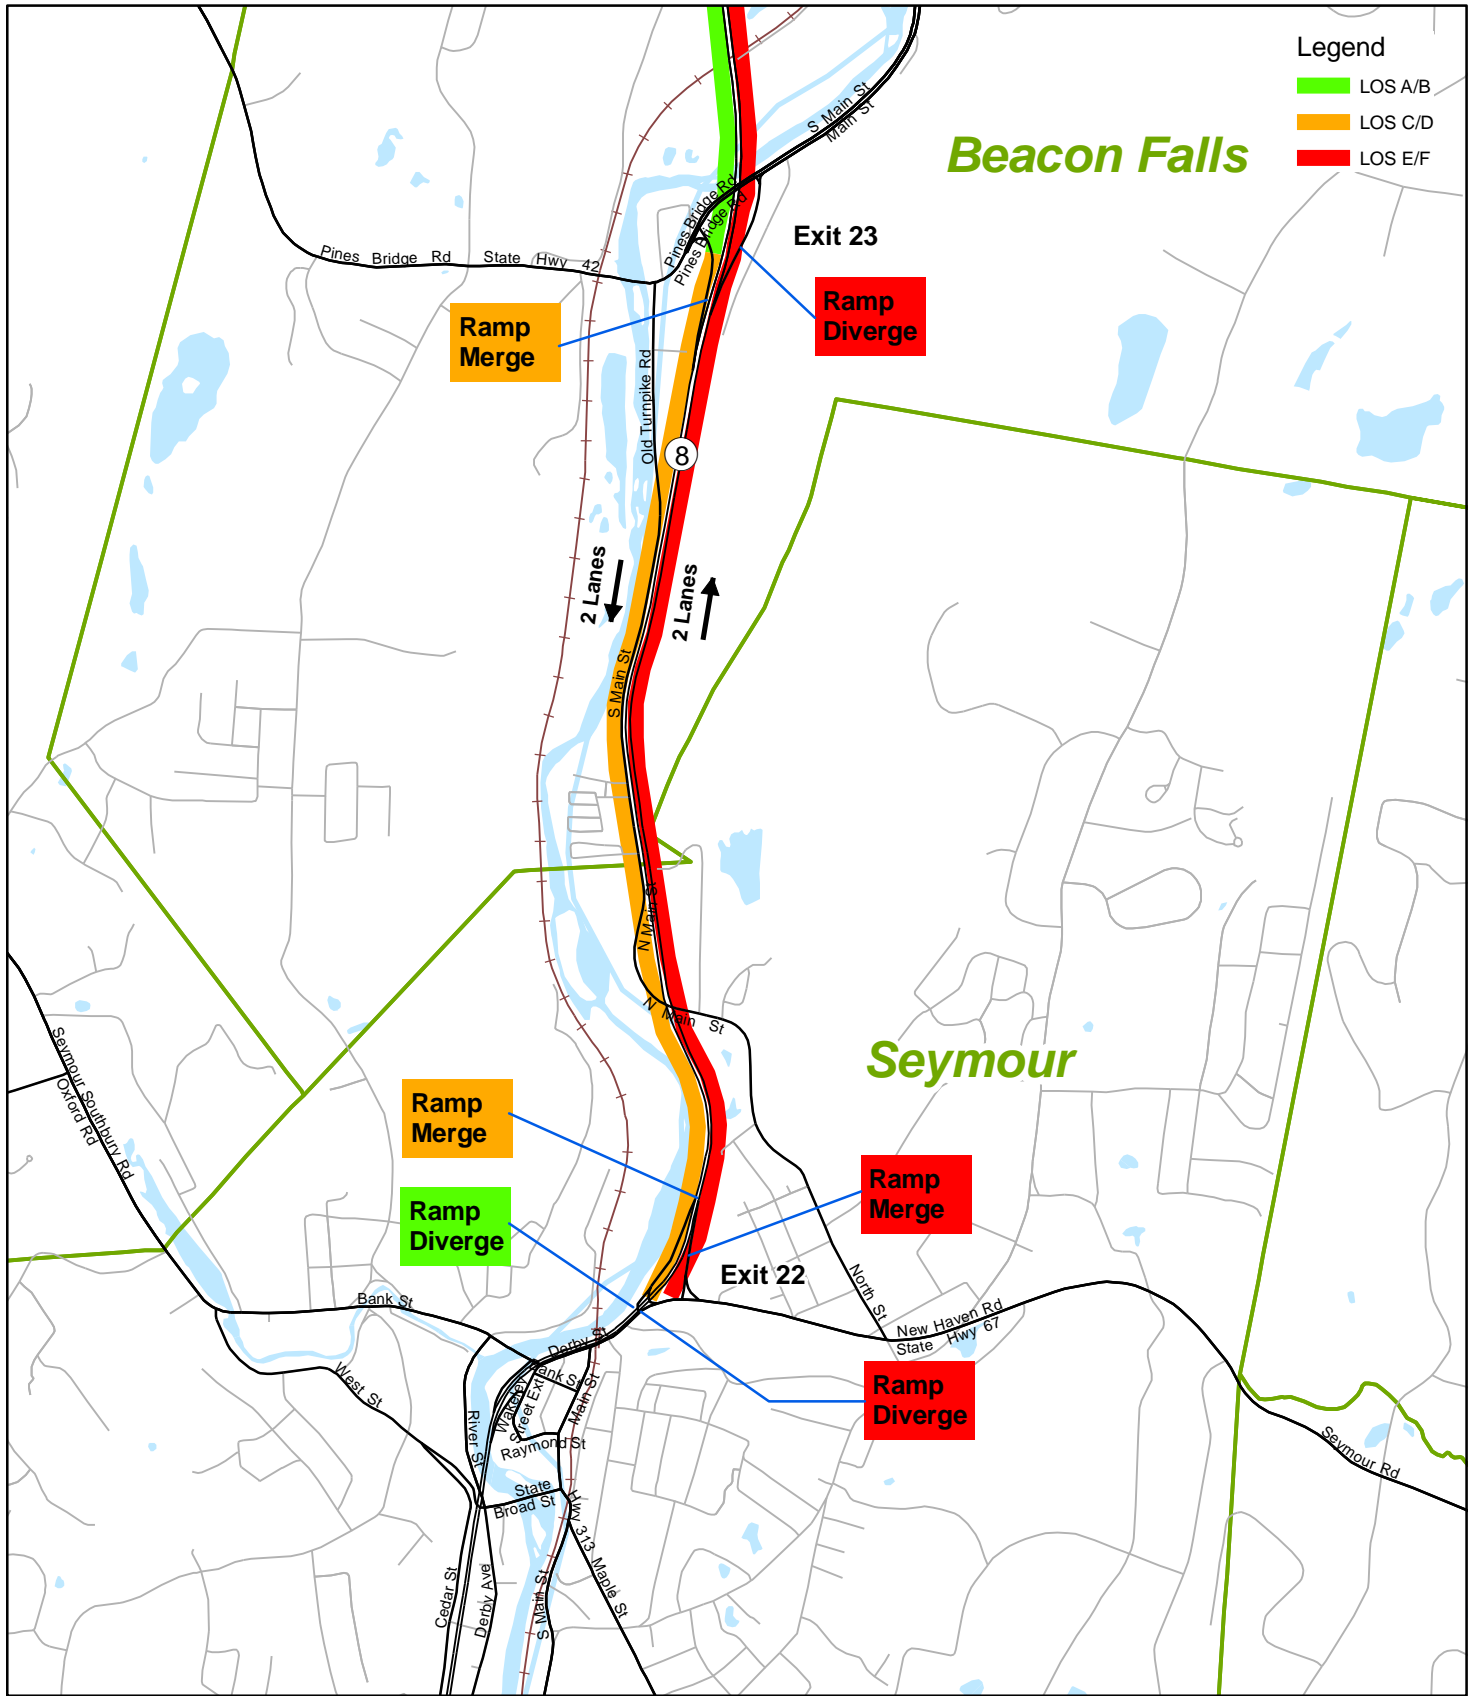 Legend
LOS A/B
LOS C/D
LOS E/F
Beacon Falls
S Main St
Main St
Pines Bridge Rd
Pines Bridge Rd
Exit 23
Pines Bridge Rd State Hwy 42
Ramp
Merge
Ramp
Diverge
Old Turnpike Rd
8
2 Lanes
2 Lanes
S Main St
N Main St
N Main St
Seymour
Seymour Southbury Rd
Oxford Rd
Ramp
Merge
Ramp
Diverge
Ramp
Merge
Exit 22
North St
New Haven Rd
State Hwy 67
Bank St
Derby St
Bank St
West St
Wakeley
Street Ext
Main St
River St
Raymond St
Ramp
Diverge
Seymour Rd
State
Broad St
Hwy 313 Maple St
Cedar St
Derby Ave
S Main St